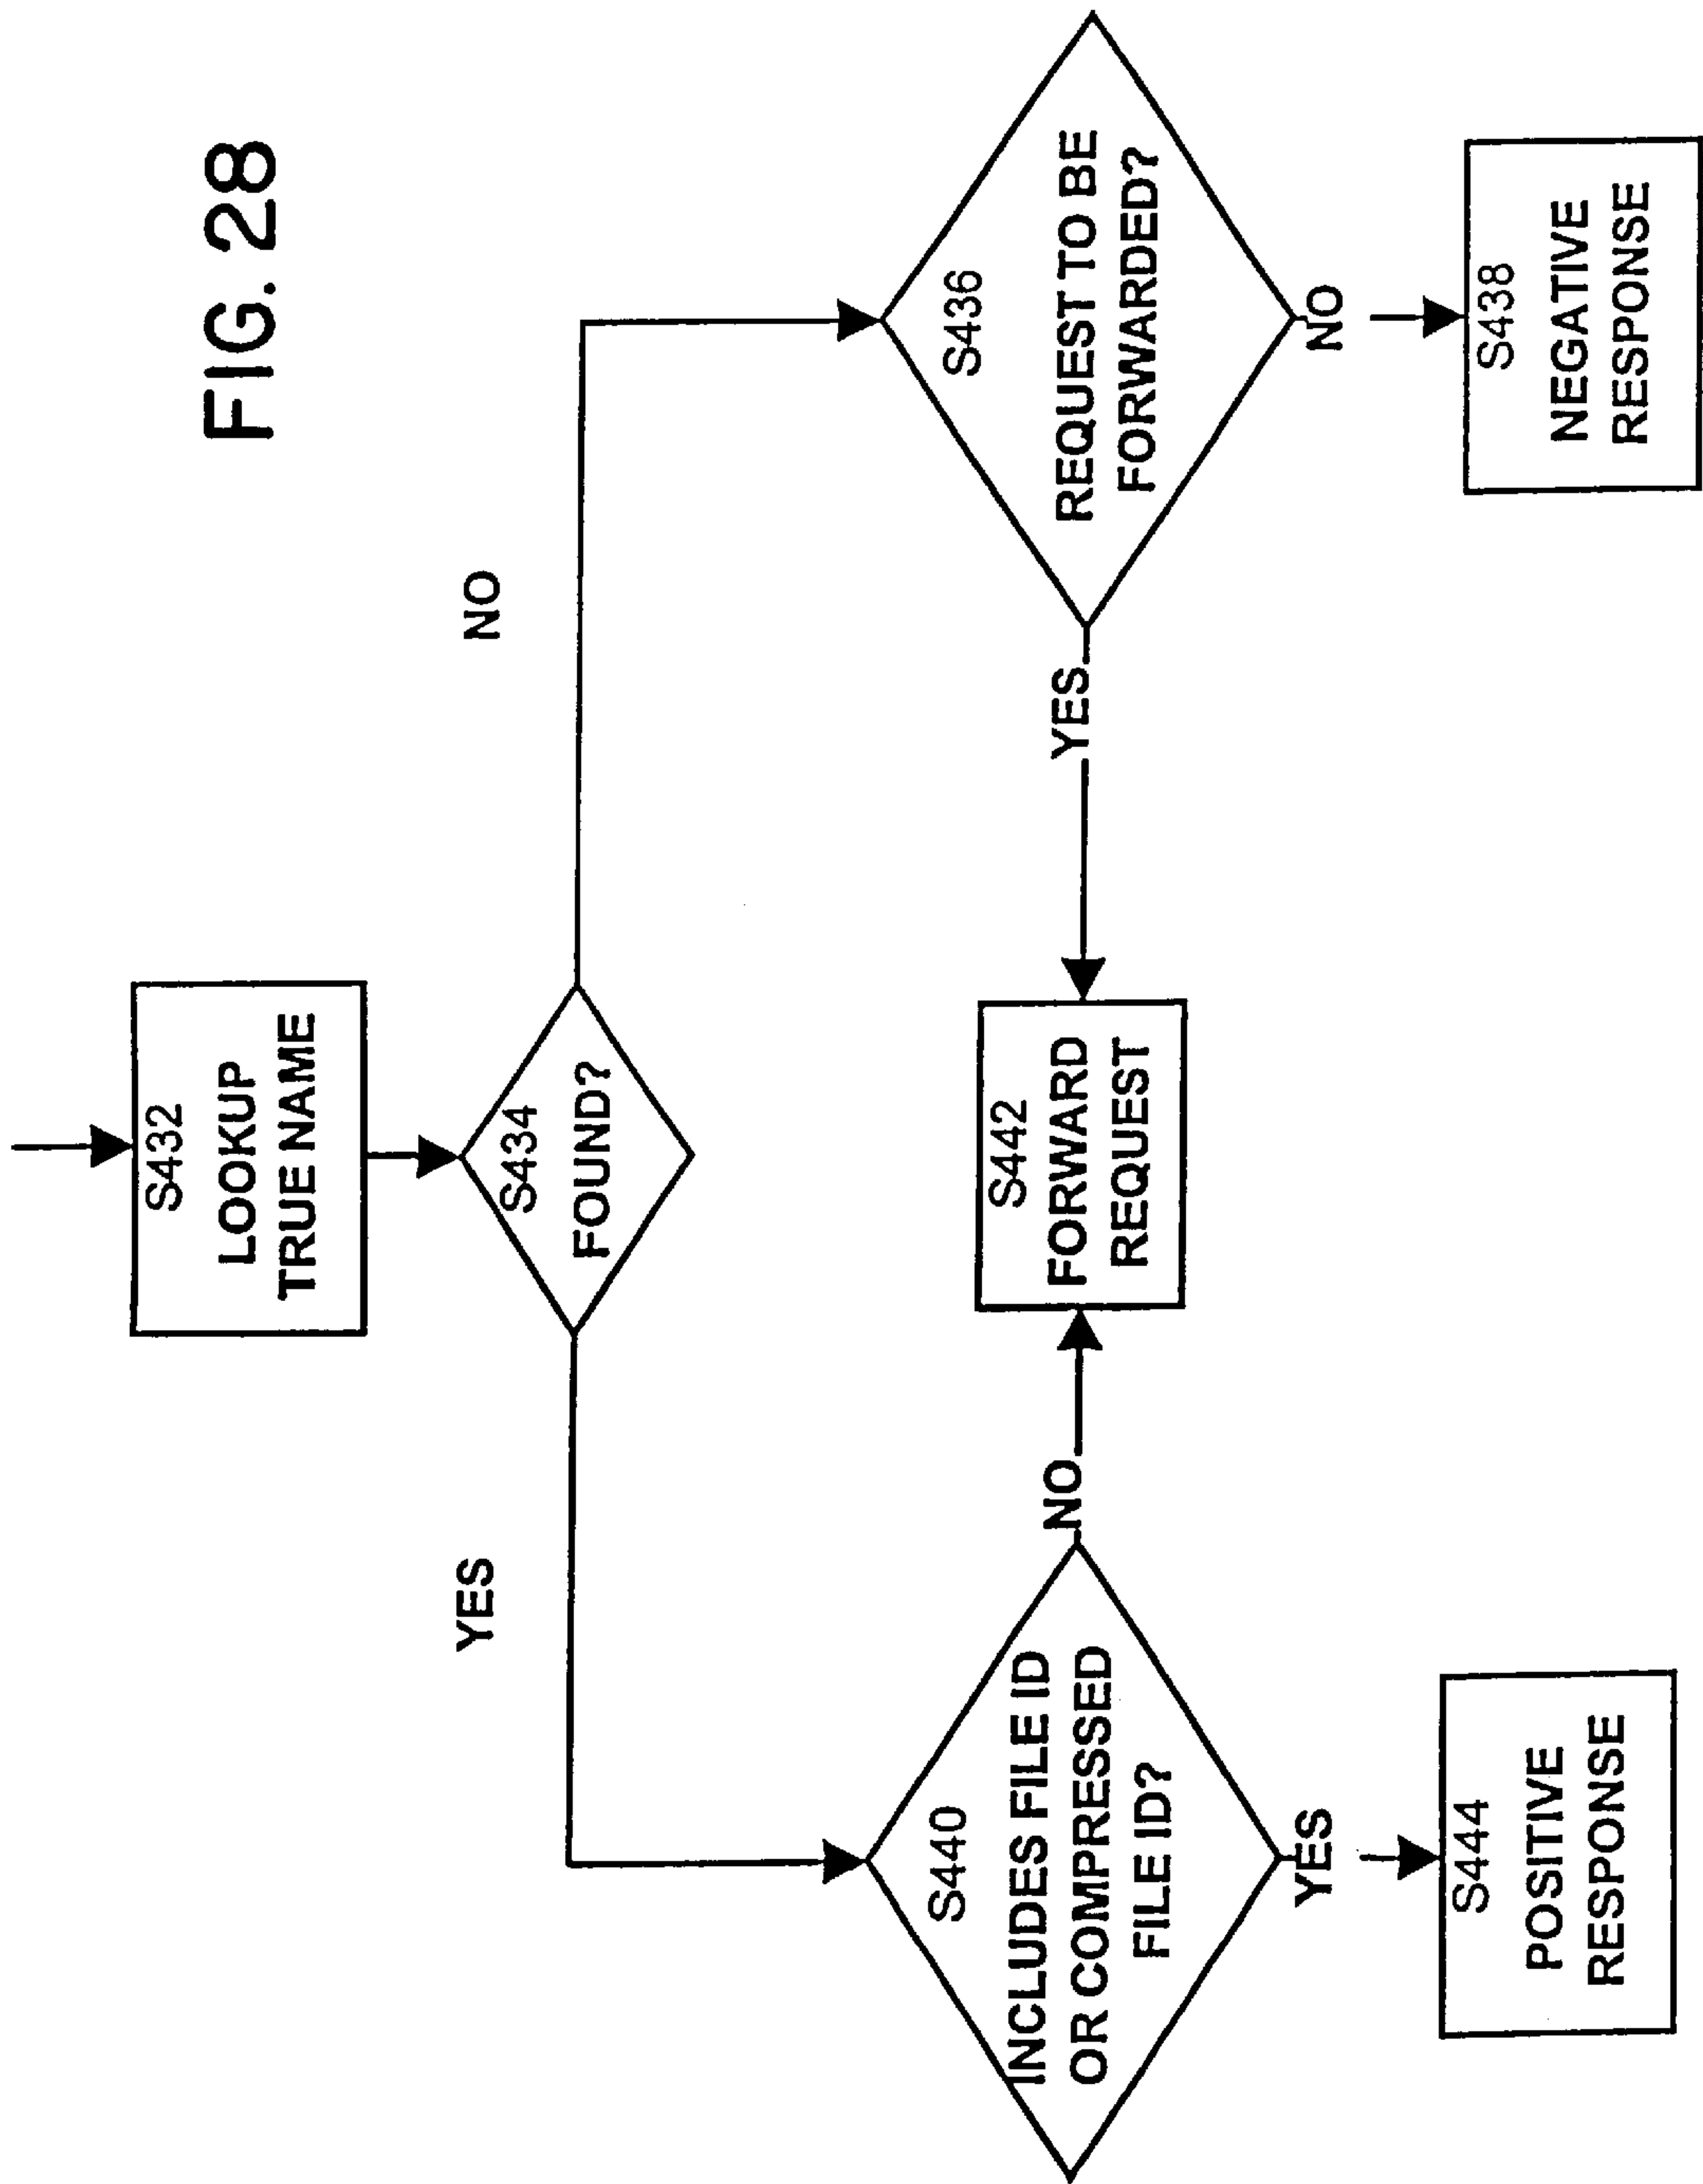 FIG. 28
S432
LOOKUP
TRUE NAME
S434
FOUND?
YES
NO
S440
INCLUDES FILE ID
OR COMPRESSED
FILE ID?
NO
S442
FORWARD
REQUEST
YES
S436
REQUEST TO BE
FORWARDED?
YES
NO
S444
POSITIVE
RESPONSE
S438
NEGATIVE
RESPONSE